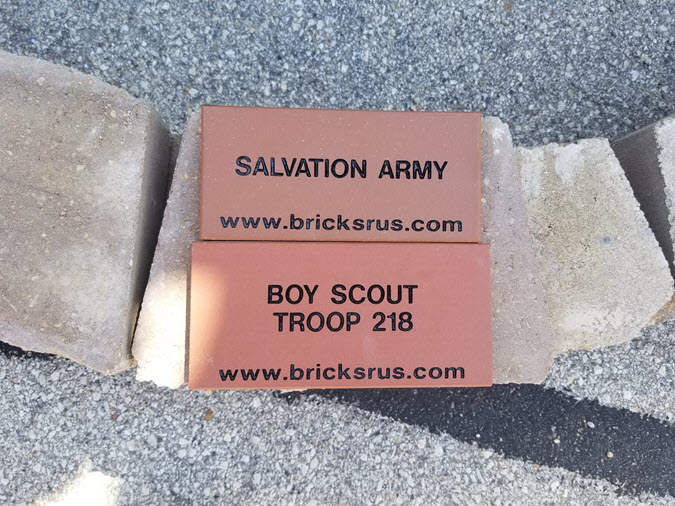 SALVATION ARMY
www.bricksrus.com
BOY SCOUT
TROOP 218
www.bricksrus.com